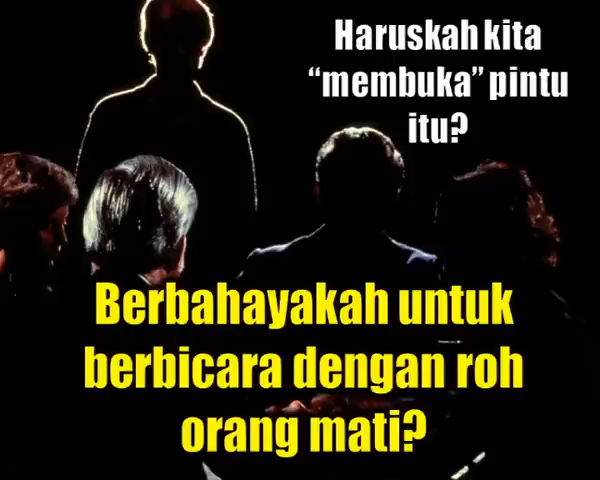 Haruskah kita
“membuka” pintu
itu?
Berbahayakah untuk
berbicara dengan roh
orang mati?